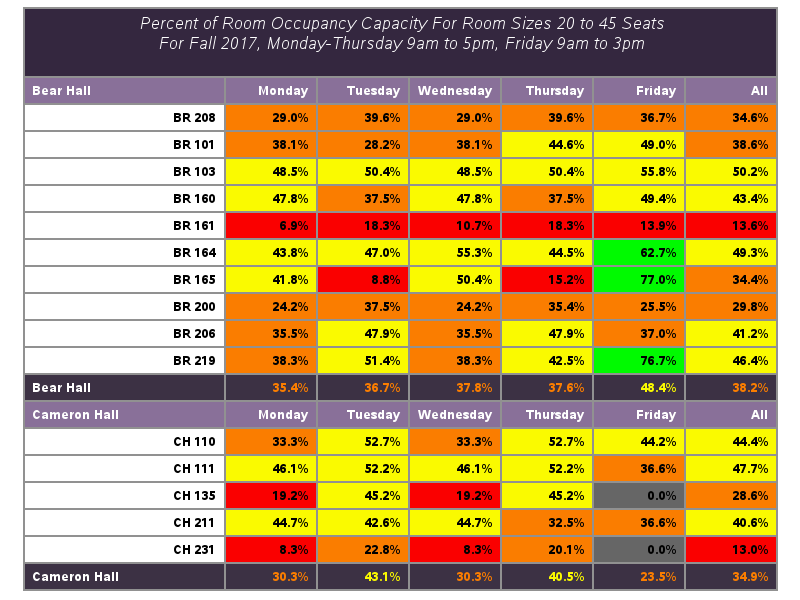 Percent of Room Occupancy Capacity For Room Sizes 20 to 45 Seats
For Fall 2017, Monday-Thursday 9am to 5pm, Friday 9am to 3pm
Bear Hall Monday Tuesday Wednesday Thursday Friday All
BR 208 29.0% 39.6% 29.0% 39.6% 36.7% 34.6%
BR 101 38.1% 28.2% 38.1% 44.6% 49.0% 38.6%
BR 103 48.5% 50.4% 48.5% 50.4% 55.8% 50.2%
BR 160 47.8% 37.5% 47.8% 37.5% 49.4% 43.4%
BR 161 6.9% 18.3% 10.7% 18.3% 13.9% 13.6%
BR 164 43.8% 47.0% 55.3% 44.5% 62.7% 49.3%
BR 165 41.8% 8.8% 50.4% 15.2% 77.0% 34.4%
BR 200 24.2% 37.5% 24.2% 35.4% 25.5% 29.8%
BR 206 35.5% 47.9% 35.5% 47.9% 37.0% 41.2%
BR 219 38.3% 51.4% 38.3% 42.5% 76.7% 46.4%
Bear Hall 35.4% 36.7% 37.8% 37.6% 48.4% 38.2%
Cameron Hall Monday Tuesday Wednesday Thursday Friday All
CH 110 33.3% 52.7% 33.3% 52.7% 44.2% 44.4%
CH 111 46.1% 52.2% 46.1% 52.2% 36.6% 47.7%
CH 135 19.2% 45.2% 19.2% 45.2% 0.0% 28.6%
CH 211 44.7% 42.6% 44.7% 32.5% 36.6% 40.6%
CH 231 8.3% 22.8% 8.3% 20.1% 0.0% 13.0%
Cameron Hall 30.3% 43.1% 30.3% 40.5% 23.5% 34.9%